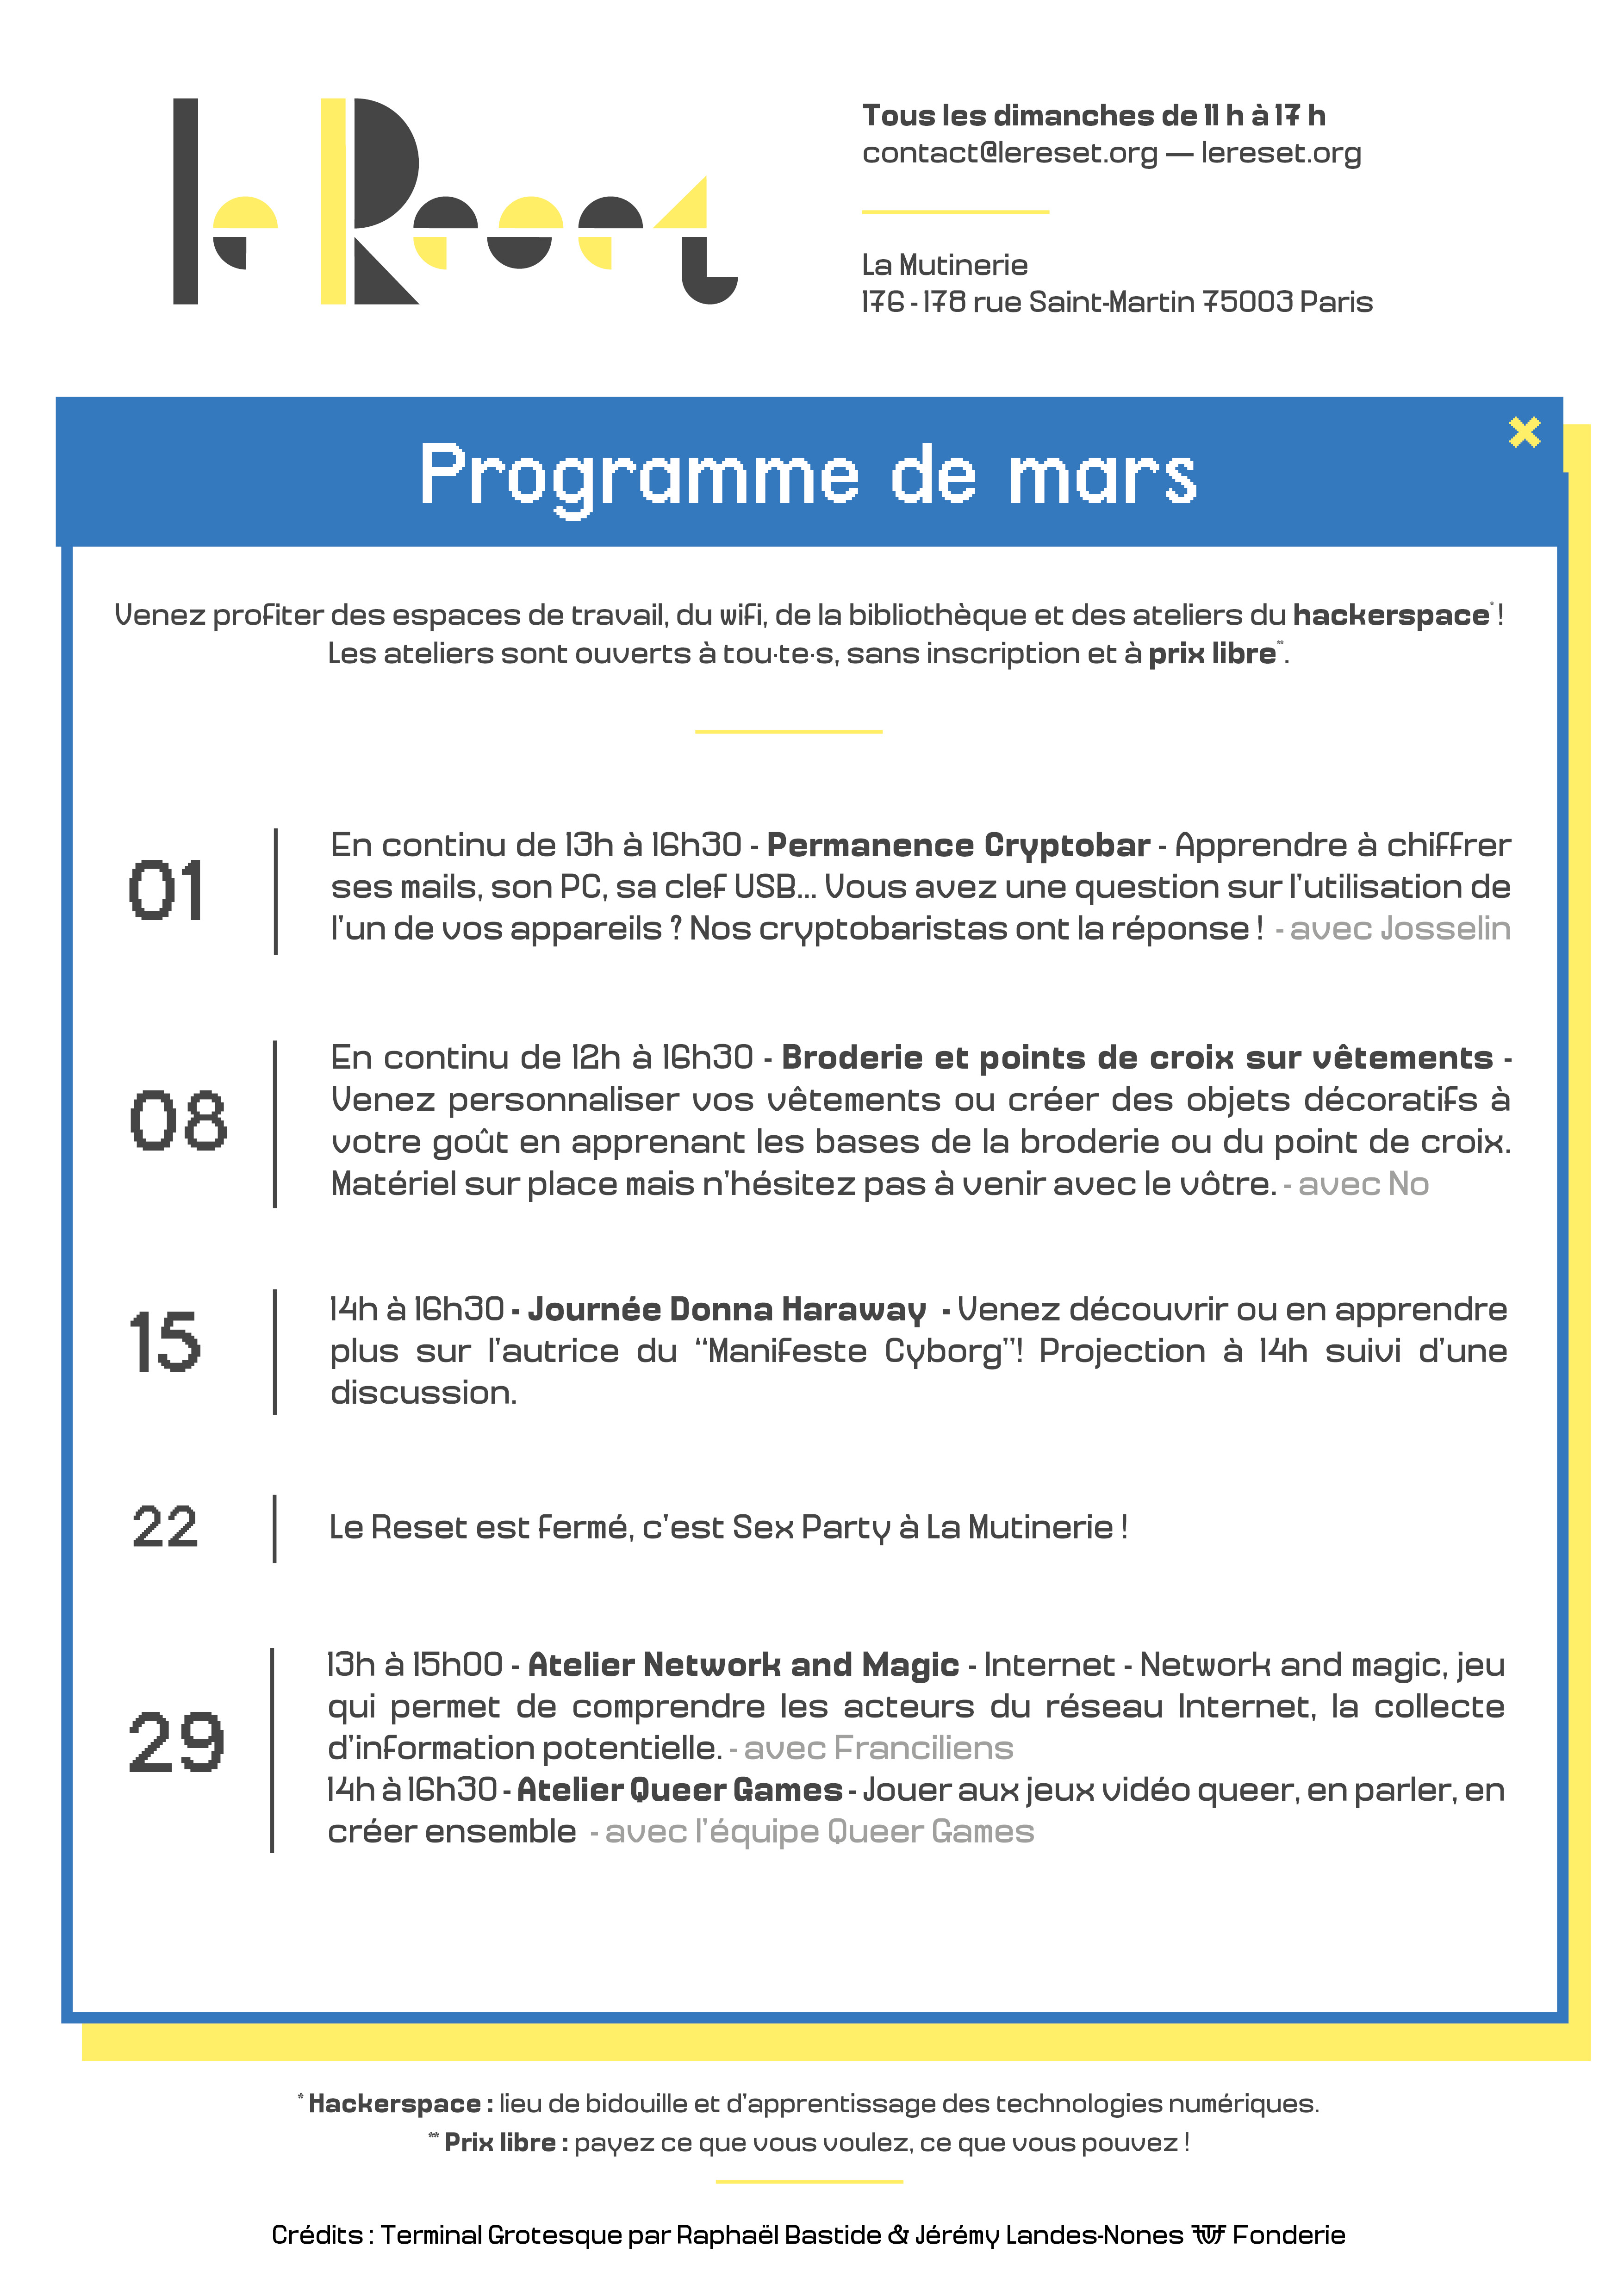 le Reset
Tous les dimanches de 11 h à 17 h
contact@lereset.org — lereset.org
La Mutinerie
176 - 178 rue Saint-Martin 75003 Paris
Programme de mars
Venez profiter des espaces de travail, du wifi, de la bibliothèque et des ateliers du hackerspace* !
Les ateliers sont ouverts à tou·te·s, sans inscription et à prix libre**.
01
En continu de 13h à 16h30 - Permanence Cryptobar - Apprendre à chiffrer
ses mails, son PC, sa clef USB... Vous avez une question sur l'utilisation de
l'un de vos appareils ? Nos cryptobaristas ont la réponse ! - avec Josselin
08
En continu de 12h à 16h30 - Broderie et points de croix sur vêtements -
Venez personnaliser vos vêtements ou créer des objets décoratifs à
votre goût en apprenant les bases de la broderie ou du point de croix.
Matériel sur place mais n'hésitez pas à venir avec le vôtre. - avec No
15
14h à 16h30 - Journée Donna Haraway - Venez découvrir ou en apprendre
plus sur l'autrice du “Manifeste Cyborg”! Projection à 14h suivi d'une
discussion.
22
Le Reset est fermé, c'est Sex Party à La Mutinerie !
29
13h à 15h00 - Atelier Network and Magic - Internet - Network and magic, jeu
qui permet de comprendre les acteurs du réseau Internet, la collecte
d'information potentielle. - avec Franciliens
14h à 16h30 - Atelier Queer Games - Jouer aux jeux vidéo queer, en parler, en
créer ensemble - avec l'équipe Queer Games
* Hackerspace : lieu de bidouille et d'apprentissage des technologies numériques.
** Prix libre : payez ce que vous voulez, ce que vous pouvez !
Crédits : Terminal Grotesque par Raphaël Bastide & Jérémy Landes-Nones VTF Fonderie